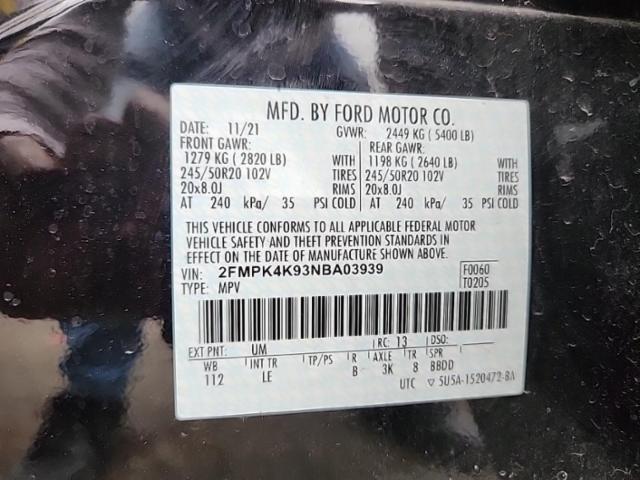 MFD. BY FORD MOTOR CO.
DATE: 11/21 GVWR: 2449 KG ( 5400 LB)
FRONT GAWR: REAR GAWR:
1279 KG ( 2820 LB) WITH 1198 KG ( 2640 LB) WITH
245/50R20 102V TIRES 245/50R20 102V TIRES
20x8.0J RIMS 20x8.0J RIMS
AT 240 kPa/ 35 PSI COLD AT 240 kPa/ 35 PSI COLD
THIS VEHICLE CONFORMS TO ALL APPLICABLE FEDERAL MOTOR
VEHICLE SAFETY AND THEFT PREVENTION STANDARDS IN
EFFECT ON THE DATE OF MANUFACTURE SHOWN ABOVE.
VIN: 2FMPK4K93NBA03939 F0060
TYPE: MPV T0205
EXT PNT: UM RC: 13 DSO:
WB INT TR TP/PS R AXLE TR SPR
112 LE B 3K 8 BBDD
UTC ▽ 5U5A-1520472-BA